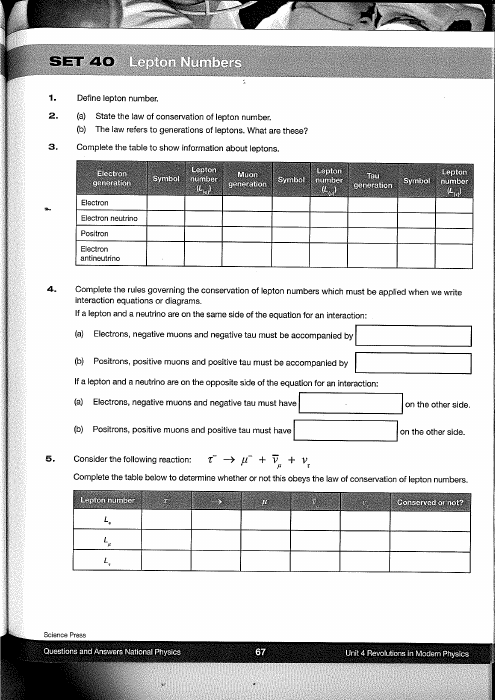 SET 40 Lepton Numbers
1. Define lepton number.
2. (a) State the law of conservation of lepton number.
(b) The law refers to generations of leptons. What are these?
3. Complete the table to show information about leptons.
Electron generation Symbol Lepton number Muon generation Symbol Lepton number Tau generation Symbol Lepton number
Electron
Electron neutrino
Positron
Electron antineutrino
4. Complete the rules governing the conservation of lepton numbers which must be applied when we write
interaction equations or diagrams.
If a lepton and a neutrino are on the same side of the equation for an interaction:
(a) Electrons, negative muons and negative tau must be accompanied by
(b) Positrons, positive muons and positive tau must be accompanied by
If a lepton and a neutrino are on the opposite side of the equation for an interaction:
(a) Electrons, negative muons and negative tau must have on the other side.
(b) Positrons, positive muons and positive tau must have on the other side.
5. Consider the following reaction: τ⁻ → μ⁻ + ν̅μ + ντ
Complete the table below to determine whether or not this obeys the law of conservation of lepton numbers.
Lepton number τ⁻ → Conserved or not?
Science Press
Questions and Answers National Physics 67 Unit 4 Revolutions in Modern Physics